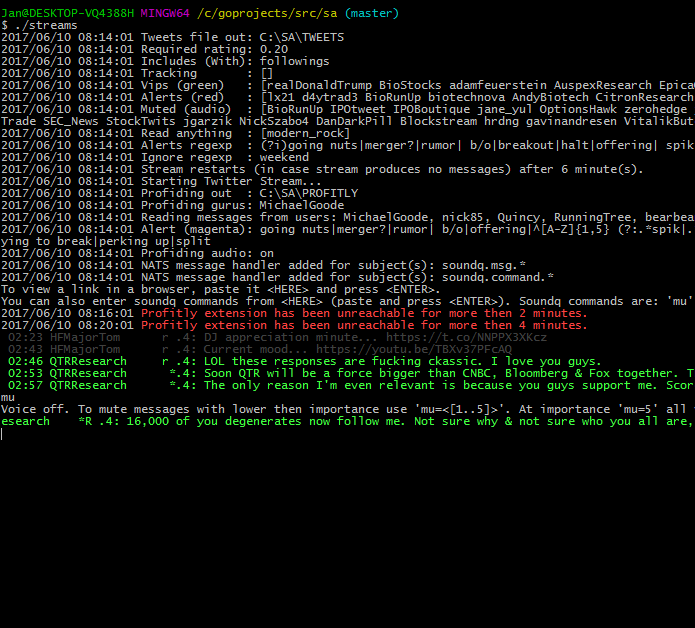 Jan@DESKTOP-VQ4388H MINGW64 /c/goprojects/src/sa (master)
$ ./streams
2017/06/10 08:14:01 Tweets file out: C:\SA\TWEETS
2017/06/10 08:14:01 Required rating: 0.20
2017/06/10 08:14:01 Includes (With): followings
2017/06/10 08:14:01 Tracking      : []
2017/06/10 08:14:01 Vips (green)   : [realDonaldTrump BioStocks adamfeuerstein AuspexResearch Epica
2017/06/10 08:14:01 Alerts (red)   : [lx21 d4ytrad3 BioRunUp biotechnova AndyBiotech CitronResearch
2017/06/10 08:14:01 Muted (audio)  : [BioRunUp IPOtweet IPOBoutique jane_yul OptionsHawk zerohedge
Trade SEC_News StockTwits jgarzik NickSzabo4 DanDarkPill Blockstream hrdng gavinandresen VitalikBut
2017/06/10 08:14:01 Read anything  : [modern_rock]
2017/06/10 08:14:01 Alerts regexp  : (?i)going nuts|merger?|rumor| b/o|breakout|halt|offering| spik
2017/06/10 08:14:01 Ignore regexp  : weekend
2017/06/10 08:14:01 Stream restarts (in case stream produces no messages) after 6 minute(s).
2017/06/10 08:14:01 Starting Twitter Stream...
2017/06/10 08:14:01 Profiding out  : C:\SA\PROFITLY
2017/06/10 08:14:01 Profiding gurus: MichaelGoode
2017/06/10 08:14:01 Reading messages from users: MichaelGoode, nick85, Quincy, RunningTree, bearbea
2017/06/10 08:14:01 Alert (magenta): going nuts|merger?|rumor| b/o|offering|^[A-Z]{1,5} (?:.*spik|.
ying to break|perking up|split
2017/06/10 08:14:01 Profiding audio: on
2017/06/10 08:14:01 NATS message handler added for subject(s): soundq.msg.*
2017/06/10 08:14:01 NATS message handler added for subject(s): soundq.command.*
To view a link in a browser, paste it <HERE> and press <ENTER>.
You can also enter soundq commands from <HERE> (paste and press <ENTER>). Soundq commands are: 'mu'
2017/06/10 08:16:01 Profitly extension has been unreachable for more then 2 minutes.
2017/06/10 08:20:01 Profitly extension has been unreachable for more then 4 minutes.
02:23 HFMajorTom      r .4: DJ appreciation minute... https://t.co/NNPPX3XKcz
02:43 HFMajorTom      r .4: Current mood... https://youtu.be/TBXv37PFcAQ
02:46 QTRResearch     r .4: LOL these responses are fucking classic. I love you guys.
02:53 QTRResearch      *.4: Soon QTR will be a force bigger than CNBC, Bloomberg & Fox together. T
02:57 QTRResearch      *.4: The only reason I'm even relevant is because you guys support me. Scor
mu
Voice off. To mute messages with lower then importance use 'mu=<[1..5]>'. At importance 'mu=5' all
esearch    *R .4: 16,000 of you degenerates now follow me. Not sure why & not sure who you all are,